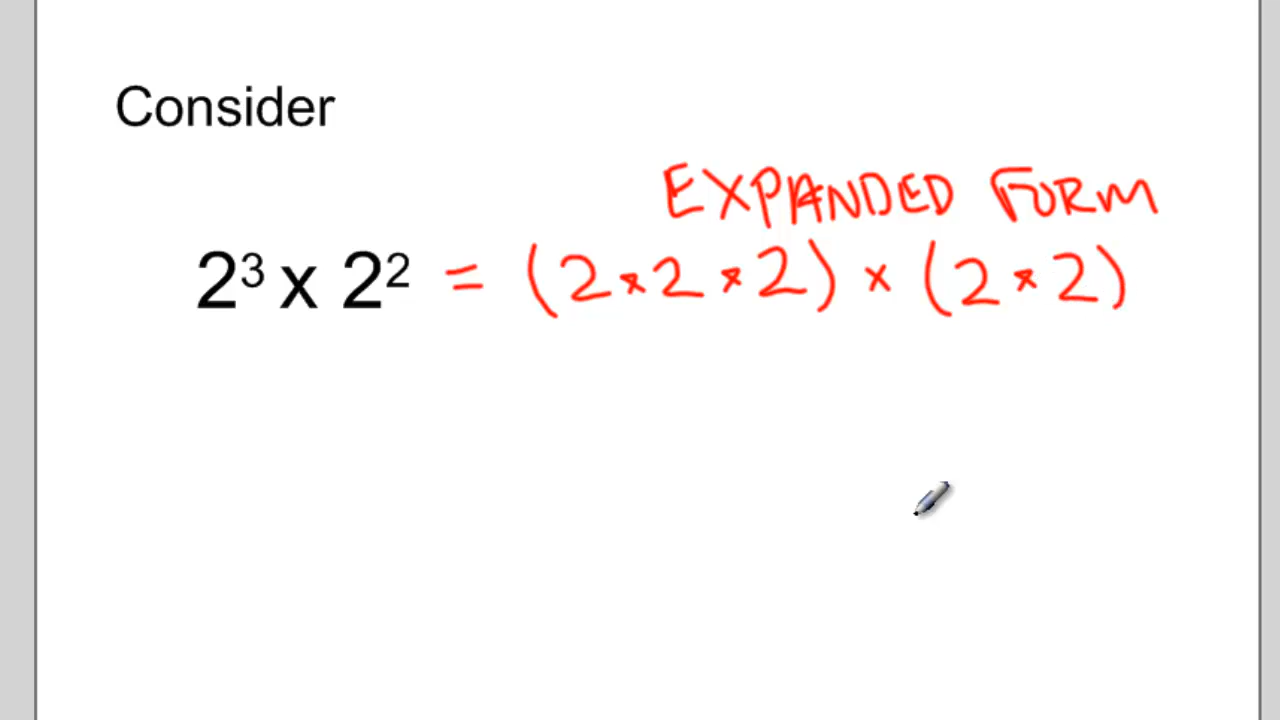 Consider
EXPANDED FORM
2³ x 2² = (2 × 2 × 2) × (2 × 2)